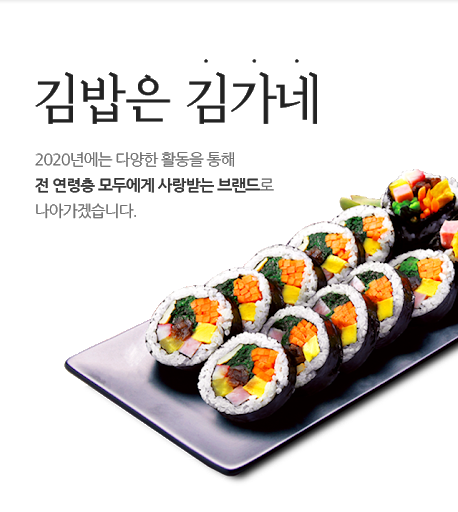 김밥은 김가네
2020년에는 다양한 활동을 통해
전 연령층 모두에게 사랑받는 브랜드로
나아가겠습니다.